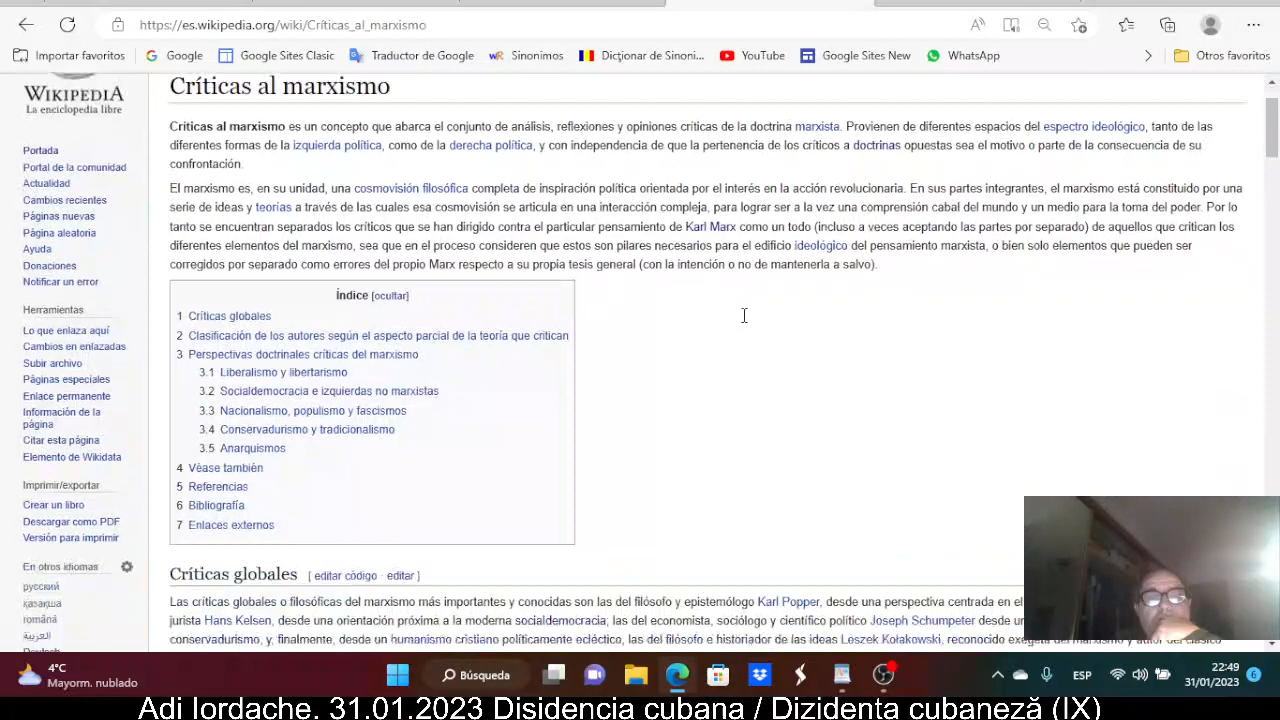 https://es.wikipedia.org/wiki/Críticas_al_marxismo
Importar favoritos
Google
Google Sites Clasic
Traductor de Google
Sinonimos
Dicţionar de Sinoni...
YouTube
Google Sites New
WhatsApp
Otros favoritos
WIKIPEDIA
La enciclopedia libre
Portada
Portal de la comunidad
Actualidad
Cambios recientes
Páginas nuevas
Página aleatoria
Ayuda
Donaciones
Notificar un error
Herramientas
Lo que enlaza aquí
Cambios en enlazadas
Subir archivo
Páginas especiales
Enlace permanente
Información de la
página
Citar esta página
Elemento de Wikidata
Imprimir/exportar
Crear un libro
Descargar como PDF
Versión para imprimir
En otros idiomas
русский
қазақша
română
العربية
Deutsch
Críticas al marxismo
Críticas al marxismo es un concepto que abarca el conjunto de análisis, reflexiones y opiniones críticas de la doctrina marxista. Provienen de diferentes espacios del espectro ideológico, tanto de las
diferentes formas de la izquierda política, como de la derecha política, y con independencia de que la pertenencia de los críticos a doctrinas opuestas sea el motivo o parte de la consecuencia de su
confrontación.
El marxismo es, en su unidad, una cosmovisión filosófica completa de inspiración política orientada por el interés en la acción revolucionaria. En sus partes integrantes, el marxismo está constituido por una
serie de ideas y teorías a través de las cuales esa cosmovisión se articula en una interacción compleja, para lograr ser a la vez una comprensión cabal del mundo y un medio para la toma del poder. Por lo
tanto se encuentran separados los críticos que se han dirigido contra el particular pensamiento de Karl Marx como un todo (incluso a veces aceptando las partes por separado) de aquellos que critican los
diferentes elementos del marxismo, sea que en el proceso consideren que estos son pilares necesarios para el edificio ideológico del pensamiento marxista, o bien solo elementos que pueden ser
corregidos por separado como errores del propio Marx respecto a su propia tesis general (con la intención o no de mantenerla a salvo).
Índice [ocultar]
1 Críticas globales
2 Clasificación de los autores según el aspecto parcial de la teoría que critican
3 Perspectivas doctrinales críticas del marxismo
3.1 Liberalismo y libertarismo
3.2 Socialdemocracia e izquierdas no marxistas
3.3 Nacionalismo, populismo y fascismos
3.4 Conservadurismo y tradicionalismo
3.5 Anarquismos
4 Véase también
5 Referencias
6 Bibliografía
7 Enlaces externos
Críticas globales [ editar código · editar ]
Las críticas globales o filosóficas del marxismo más importantes y conocidas son las del filósofo y epistemólogo Karl Popper, desde una perspectiva centrada en el
jurista Hans Kelsen, desde una orientación próxima a la moderna socialdemocracia; las del economista, sociólogo y científico político Joseph Schumpeter desde un
conservadurismo, y, finalmente, desde un humanismo cristiano políticamente ecléctico, las del filósofo e historiador de las ideas Leszek Kołakowski, reconocido exégeta del marxismo y autor del clásico
4°C
Mayorm. nublado
Búsqueda
ESP
22:49
31/01/2023
6
Adi Iordache. 31.01.2023 Disidencia cubana / Dizidenta cubaneză (IX)